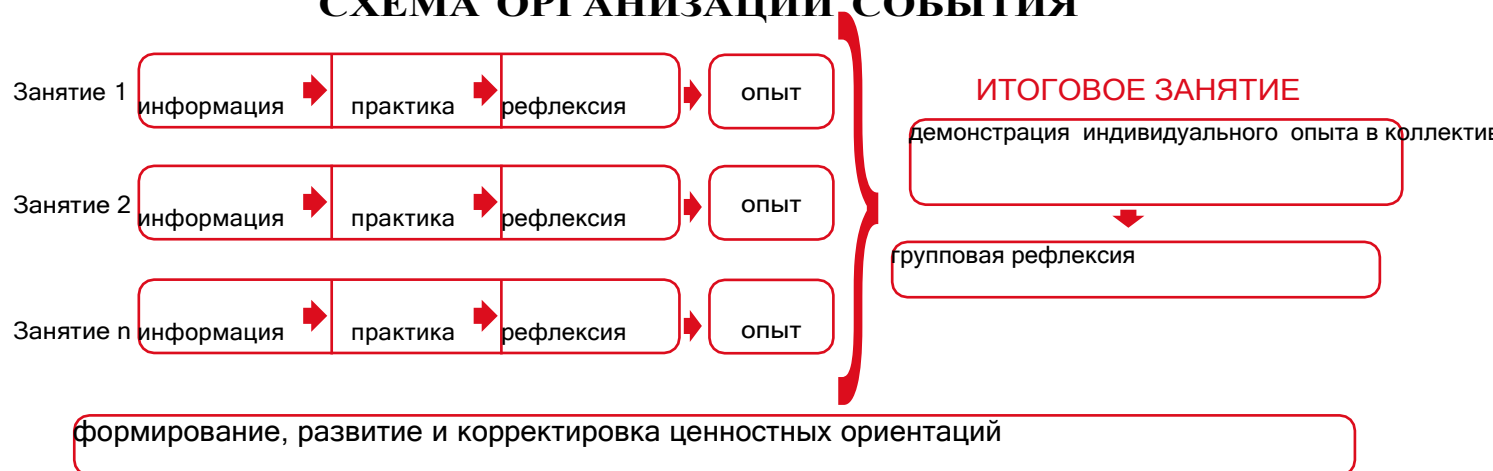 СХЕМА ОРГАНИЗАЦИИ СОБЫТИЯ
Занятие 1 информация практика рефлексия опыт
ИТОГОВОЕ ЗАНЯТИЕ
демонстрация индивидуального опыта в коллектив
Занятие 2 информация практика рефлексия опыт
групповая рефлексия
Занятие n информация практика рефлексия опыт
формирование, развитие и корректировка ценностных ориентаций